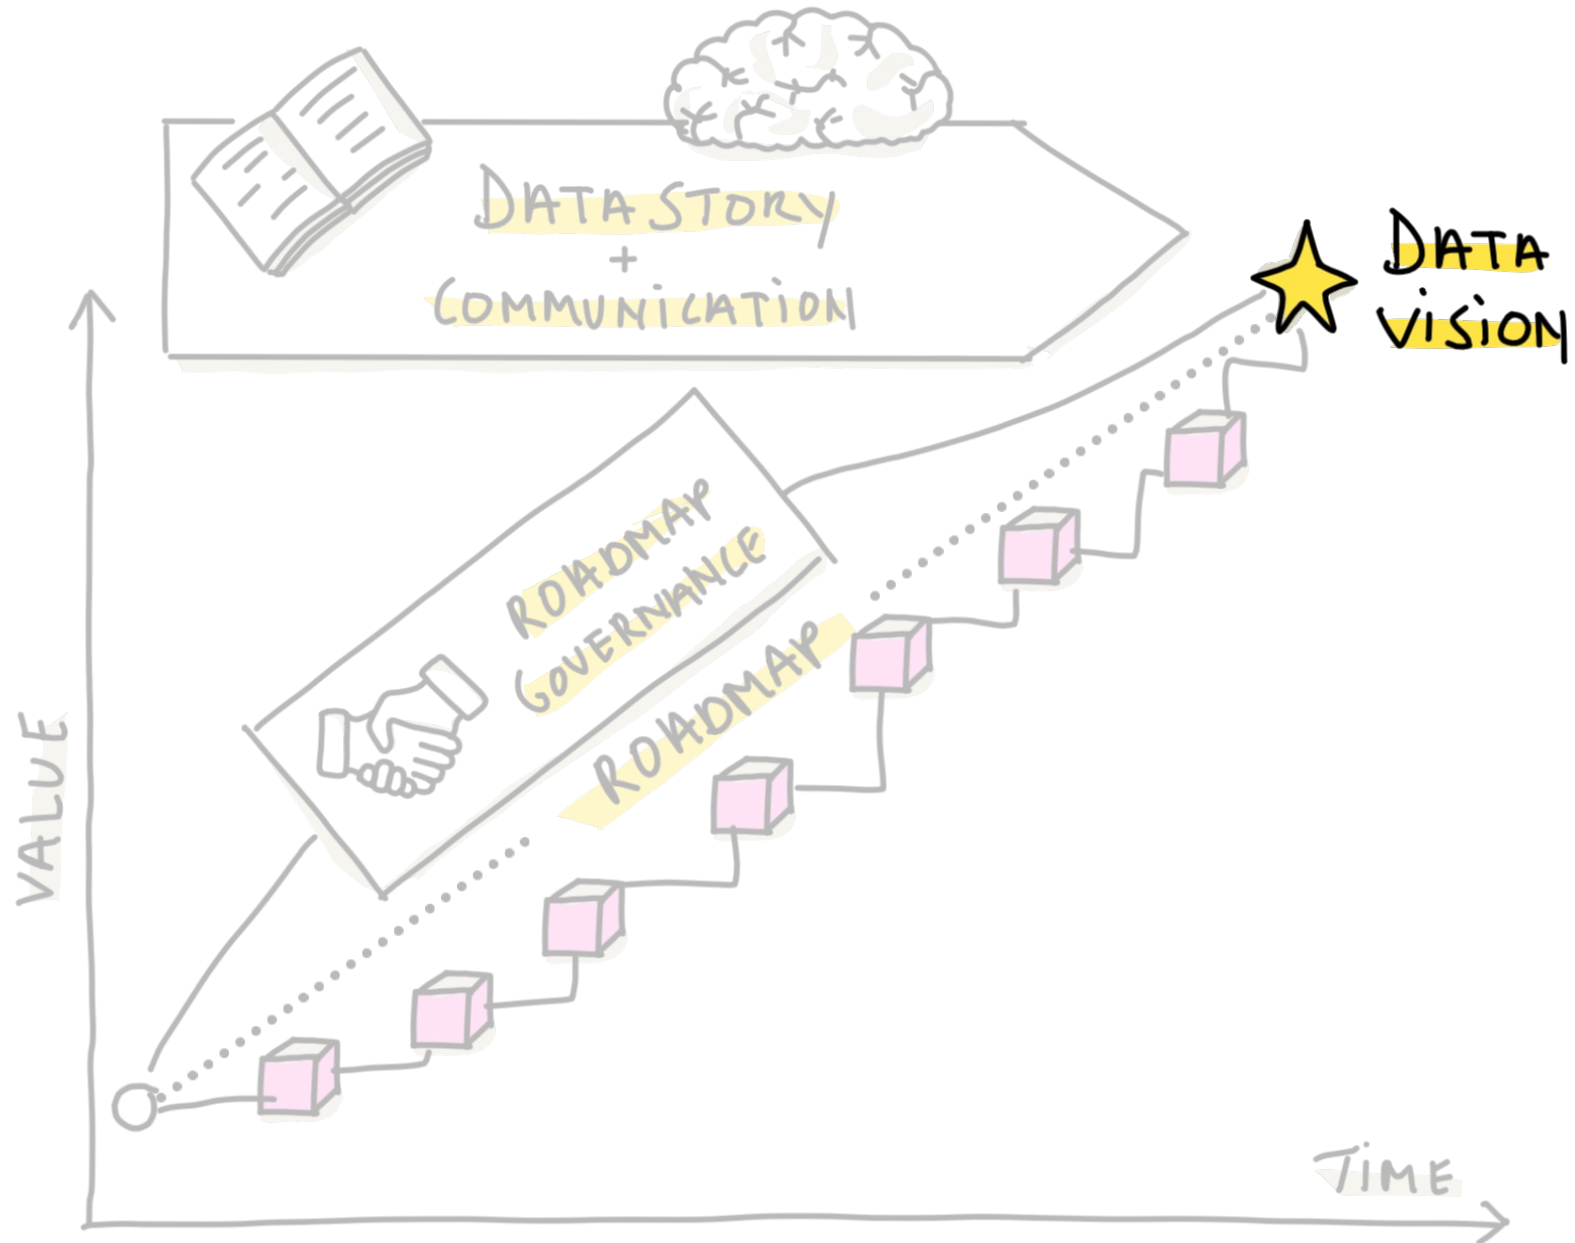 DATA STORY
+
COMMUNICATION
DATA
VISION
ROADMAP
GOVERNANCE
ROADMAP
VALUE
TIME